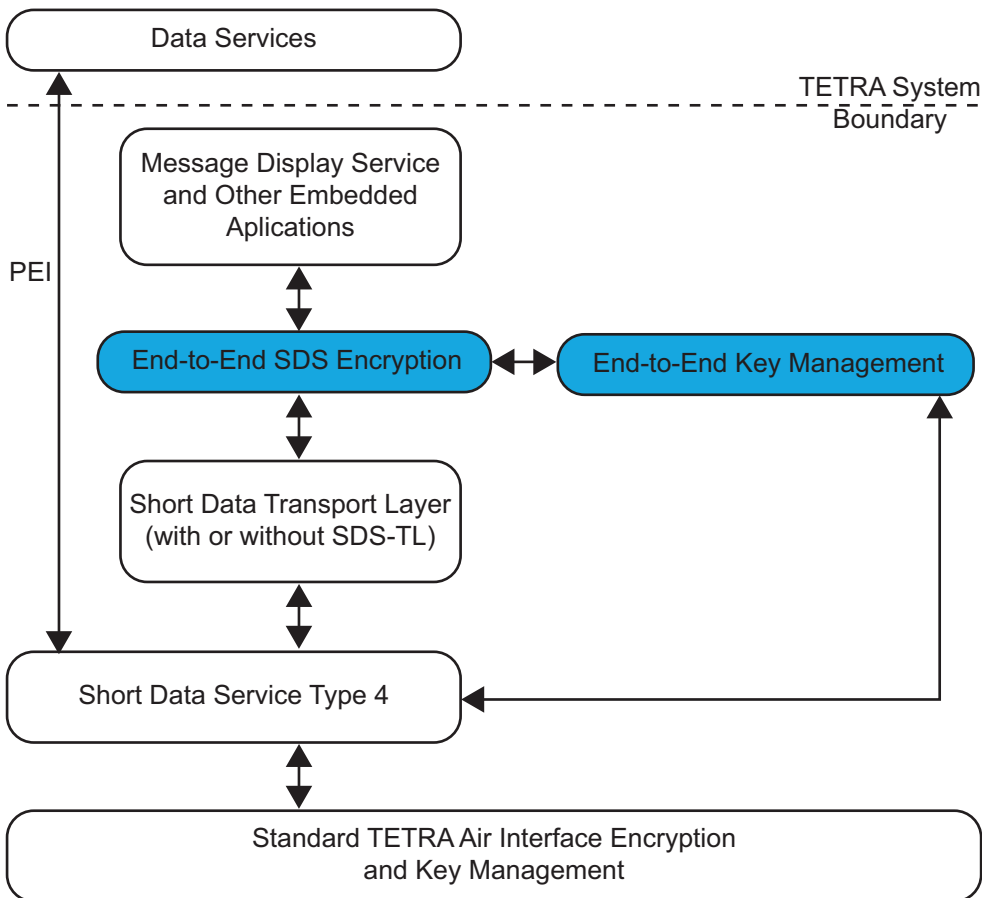 Data Services
TETRA System
Boundary
Message Display Service
and Other Embedded
Aplications
PEI
End-to-End SDS Encryption
End-to-End Key Management
Short Data Transport Layer
(with or without SDS-TL)
Short Data Service Type 4
Standard TETRA Air Interface Encryption
and Key Management